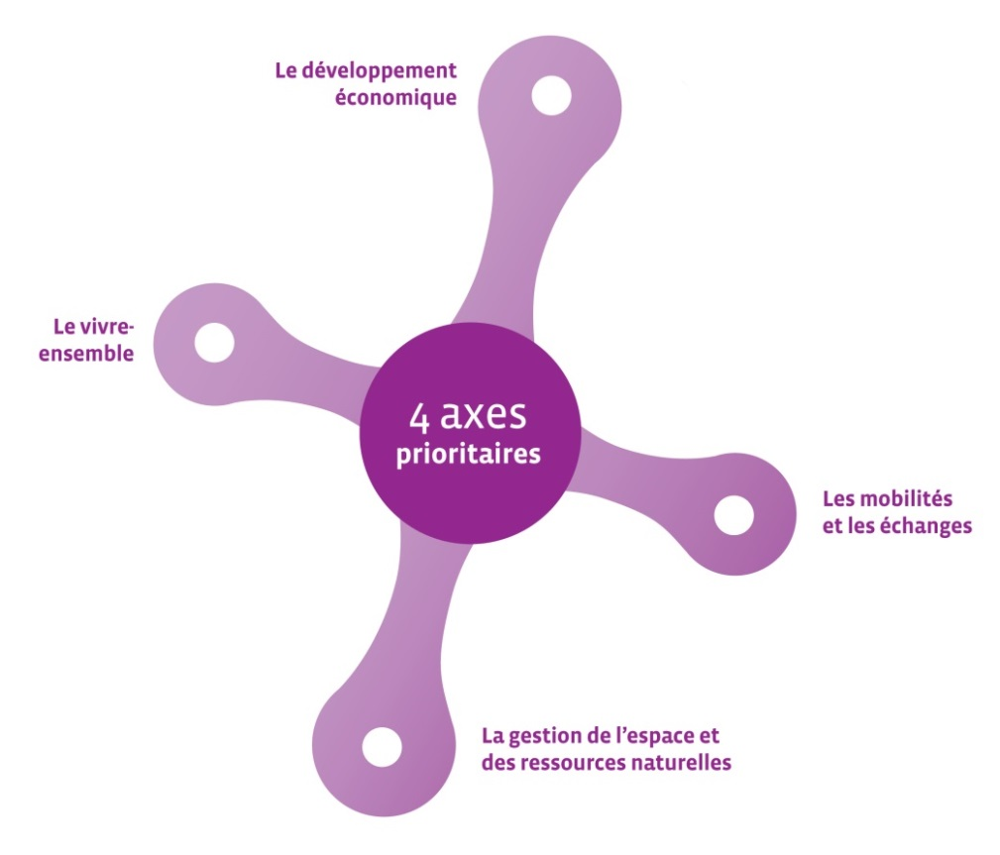 Le développement
économique
Le vivre-
ensemble
4 axes
prioritaires
Les mobilités
et les échanges
La gestion de l’espace et
des ressources naturelles